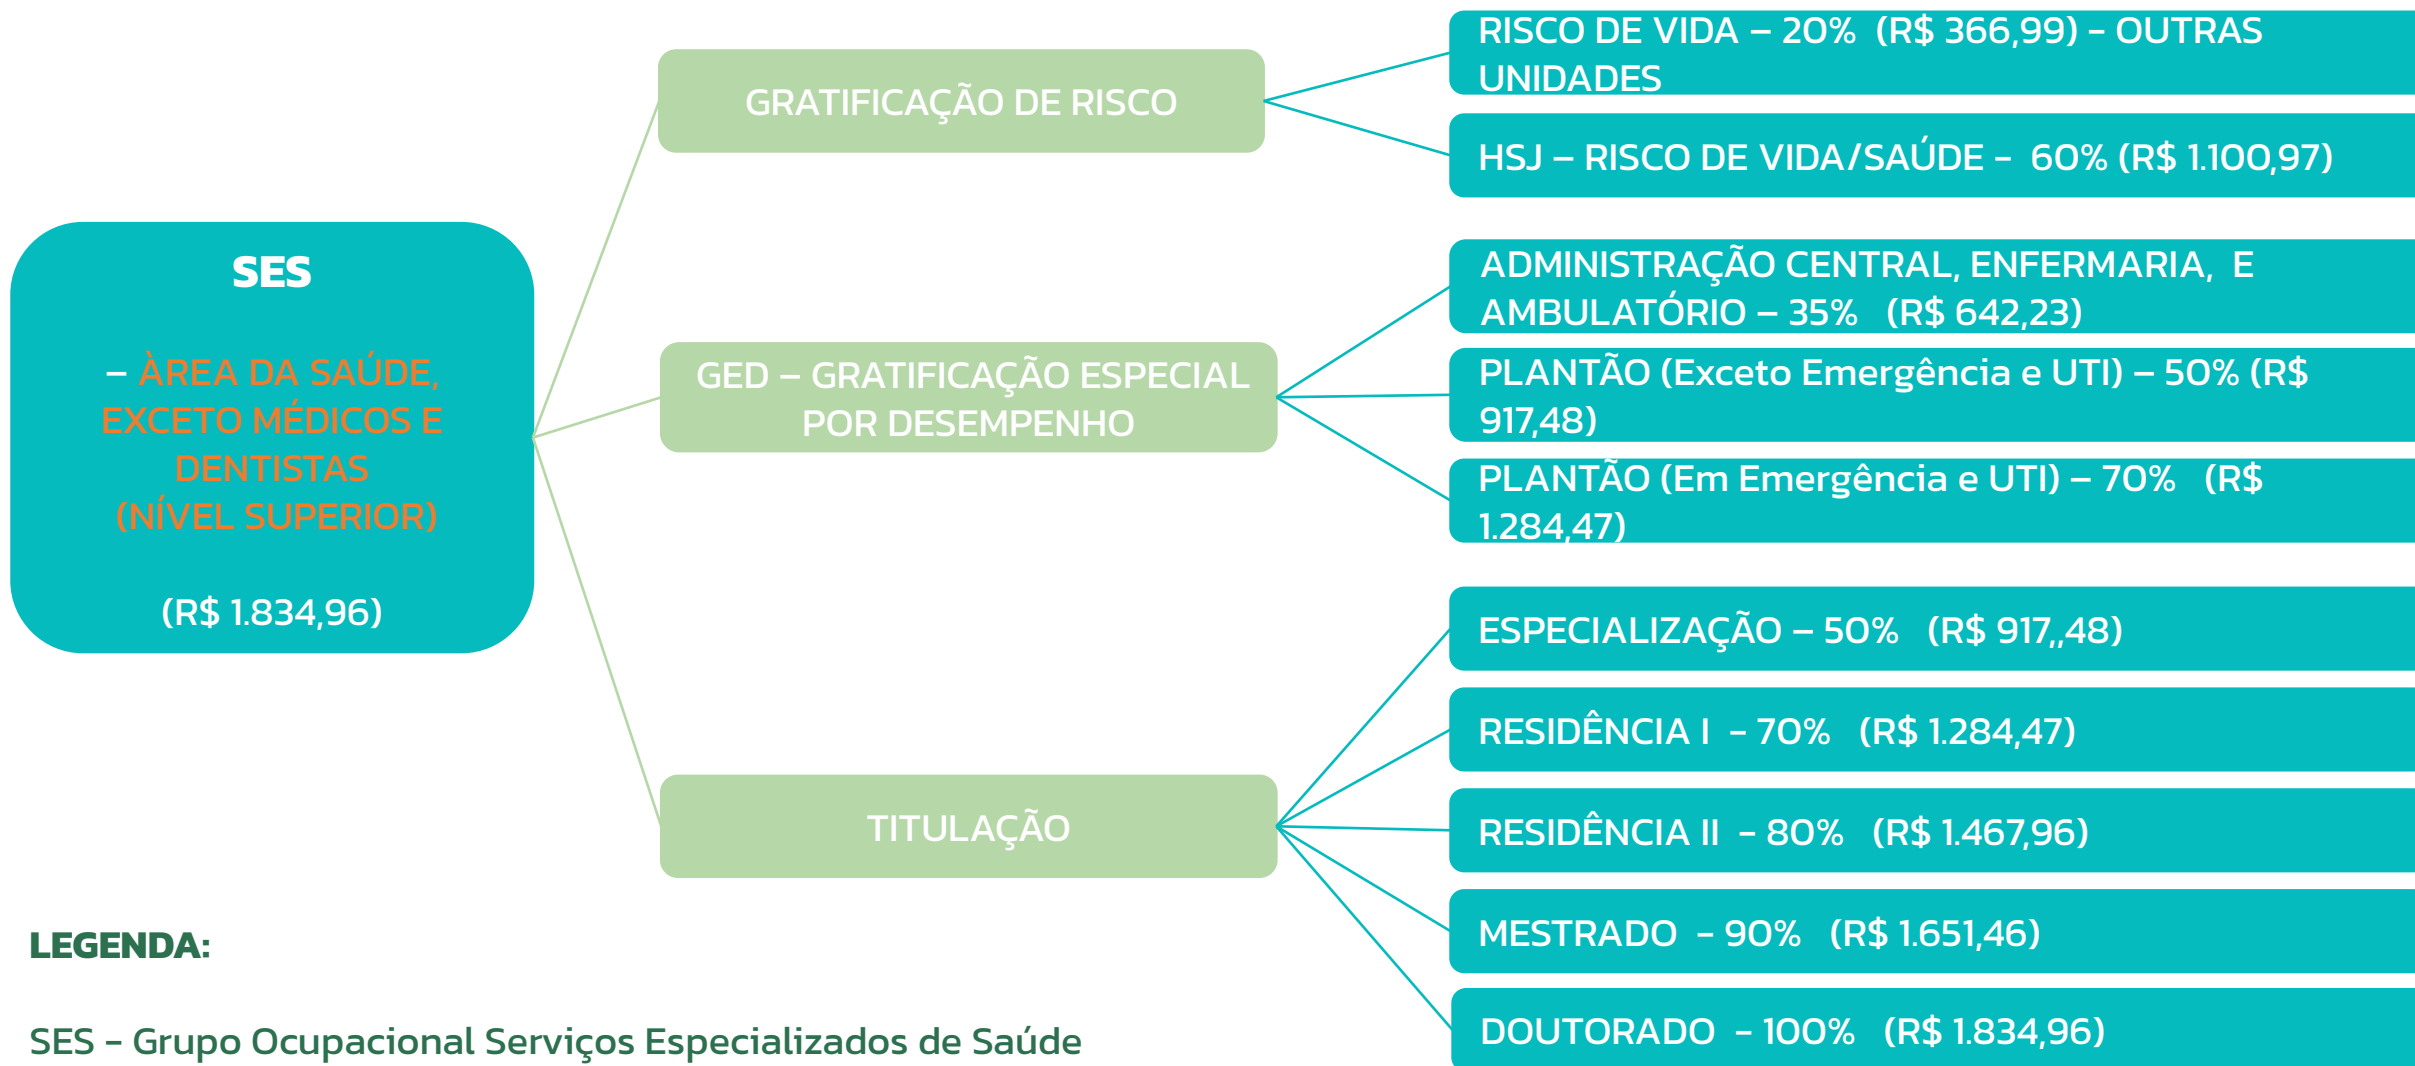 SES
– ÀREA DA SAÚDE,
EXCETO MÉDICOS E
DENTISTAS
(NÍVEL SUPERIOR)
(R$ 1.834,96)
GRATIFICAÇÃO DE RISCO
RISCO DE VIDA – 20%  (R$ 366,99) – OUTRAS
UNIDADES
HSJ – RISCO DE VIDA/SAÚDE –  60% (R$ 1.100,97)
GED – GRATIFICAÇÃO ESPECIAL
POR DESEMPENHO
ADMINISTRAÇÃO CENTRAL, ENFERMARIA,  E
AMBULATÓRIO – 35%   (R$ 642,23)
PLANTÃO (Exceto Emergência e UTI) – 50% (R$
917,48)
PLANTÃO (Em Emergência e UTI) – 70%   (R$
1.284,47)
TITULAÇÃO
ESPECIALIZAÇÃO – 50%   (R$ 917,,48)
RESIDÊNCIA I  - 70%   (R$ 1.284,47)
RESIDÊNCIA II  - 80%   (R$ 1.467,96)
MESTRADO  - 90%   (R$ 1.651,46)
DOUTORADO  - 100%   (R$ 1.834,96)
LEGENDA:
SES – Grupo Ocupacional Serviços Especializados de Saúde